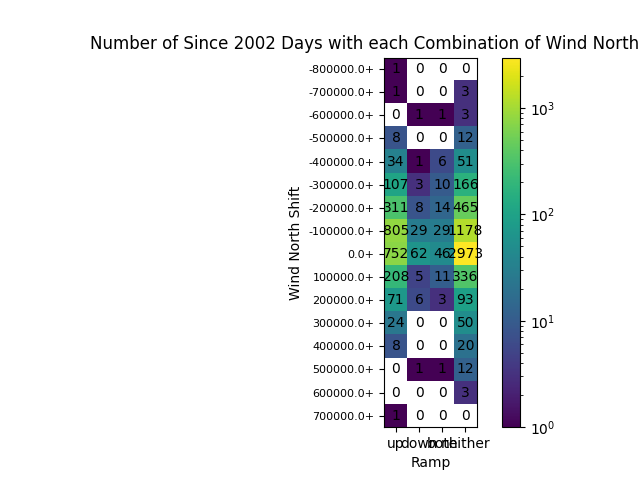 Number of Since 2002 Days with each Combination of Wind North
-800000.0+ 1 0 0 0
-700000.0+ 1 0 0 3
-600000.0+ 0 1 1 3
-500000.0+ 8 0 0 12
-400000.0+ 34 1 6 51
-300000.0+ 107 3 10 166
-200000.0+ 311 8 14 465
-100000.0+ 805 29 29 1178
0.0+ 752 62 46 2973
100000.0+ 208 5 11 336
200000.0+ 71 6 3 93
300000.0+ 24 0 0 50
400000.0+ 8 0 0 20
500000.0+ 0 1 1 12
600000.0+ 0 0 0 3
700000.0+ 1 0 0 0
up down both neither
Ramp
Wind North Shift
10³
10²
10¹
10⁰